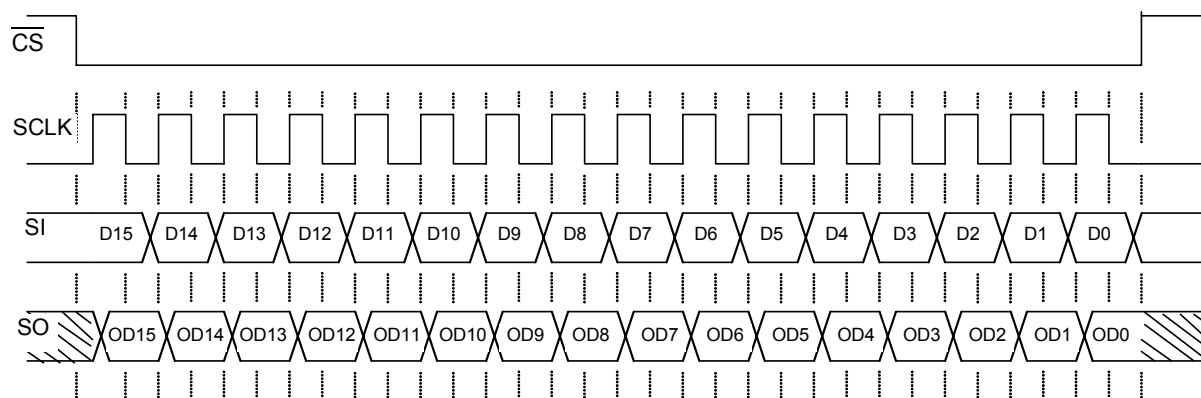 CS
SCLK
SI D15 D14 D13 D12 D11 D10 D9 D8 D7 D6 D5 D4 D3 D2 D1 D0
SO OD15 OD14 OD13 OD12 OD11 OD10 OD9 OD8 OD7 OD6 OD5 OD4 OD3 OD2 OD1 OD0